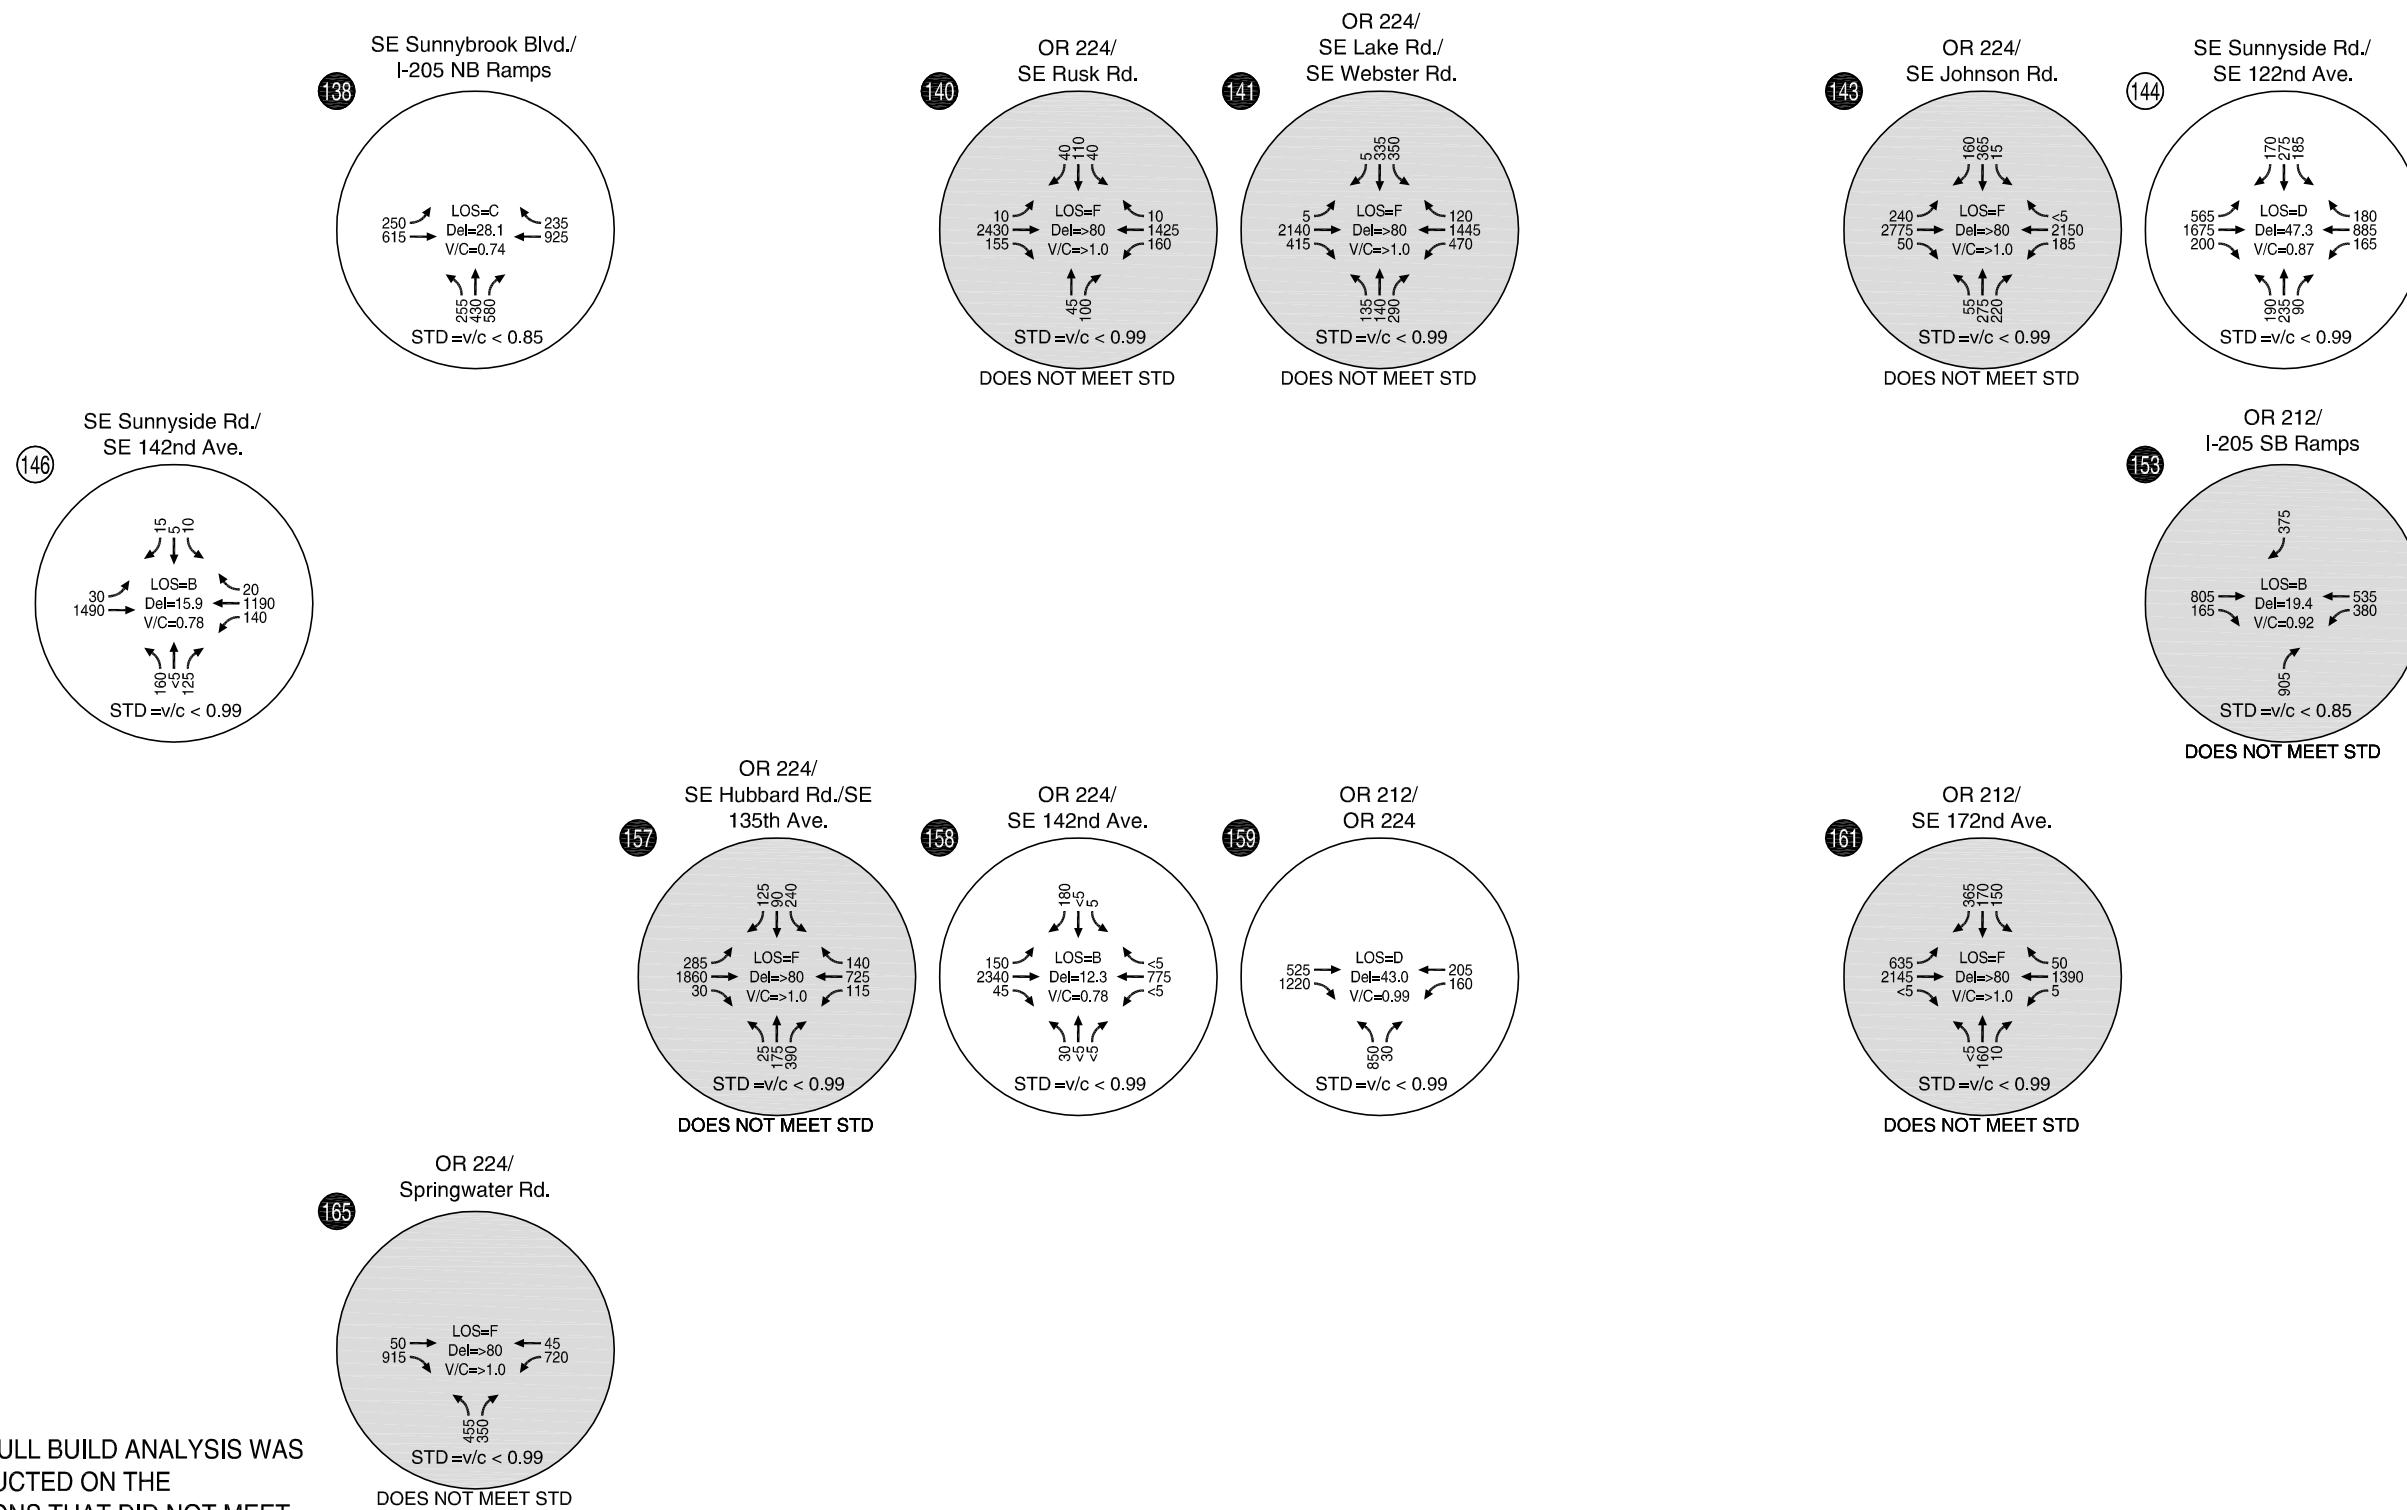 SE Sunnybrook Blvd./
I-205 NB Ramps
138
250
615
LOS=C
Del=28.1
V/C=0.74
235
925
255
430
580
STD =v/c < 0.85
OR 224/
SE Rusk Rd.
140
40
110
40
10
2430
155
LOS=F
Del=>80
V/C=>1.0
10
1425
160
45
100
STD =v/c < 0.99
DOES NOT MEET STD
OR 224/
SE Lake Rd./
SE Webster Rd.
141
5
335
350
5
2140
415
LOS=F
Del=>80
V/C=>1.0
120
1445
470
135
140
290
STD =v/c < 0.99
DOES NOT MEET STD
OR 224/
SE Johnson Rd.
143
160
365
15
240
2775
50
LOS=F
Del=>80
V/C=>1.0
<5
2150
185
55
275
220
STD =v/c < 0.99
DOES NOT MEET STD
SE Sunnyside Rd./
SE 122nd Ave.
144
170
275
185
565
1675
200
LOS=D
Del=47.3
V/C=0.87
180
885
165
190
235
90
STD =v/c < 0.99
SE Sunnyside Rd./
SE 142nd Ave.
146
15
5
10
30
1490
LOS=B
Del=15.9
V/C=0.78
20
1190
140
160
<5
125
STD =v/c < 0.99
OR 212/
I-205 SB Ramps
153
375
805
165
LOS=B
Del=19.4
V/C=0.92
535
380
905
STD =v/c < 0.85
DOES NOT MEET STD
OR 224/
SE Hubbard Rd./SE
135th Ave.
157
125
90
240
285
1860
30
LOS=F
Del=>80
V/C=>1.0
140
725
115
25
175
390
STD =v/c < 0.99
DOES NOT MEET STD
OR 224/
SE 142nd Ave.
158
180
<5
5
150
2340
45
LOS=B
Del=12.3
V/C=0.78
<5
775
<5
30
<5
<5
STD =v/c < 0.99
OR 212/
OR 224
159
525
1220
LOS=D
Del=43.0
V/C=0.99
205
160
850
30
STD =v/c < 0.99
OR 212/
SE 172nd Ave.
161
365
170
150
635
2145
<5
LOS=F
Del=>80
V/C=>1.0
50
1390
5
<5
160
10
STD =v/c < 0.99
DOES NOT MEET STD
OR 224/
Springwater Rd.
165
50
915
LOS=F
Del=>80
V/C=>1.0
45
720
455
350
STD =v/c < 0.99
DOES NOT MEET STD
ULL BUILD ANALYSIS WAS
UCTED ON THE
ONS THAT DID NOT MEET